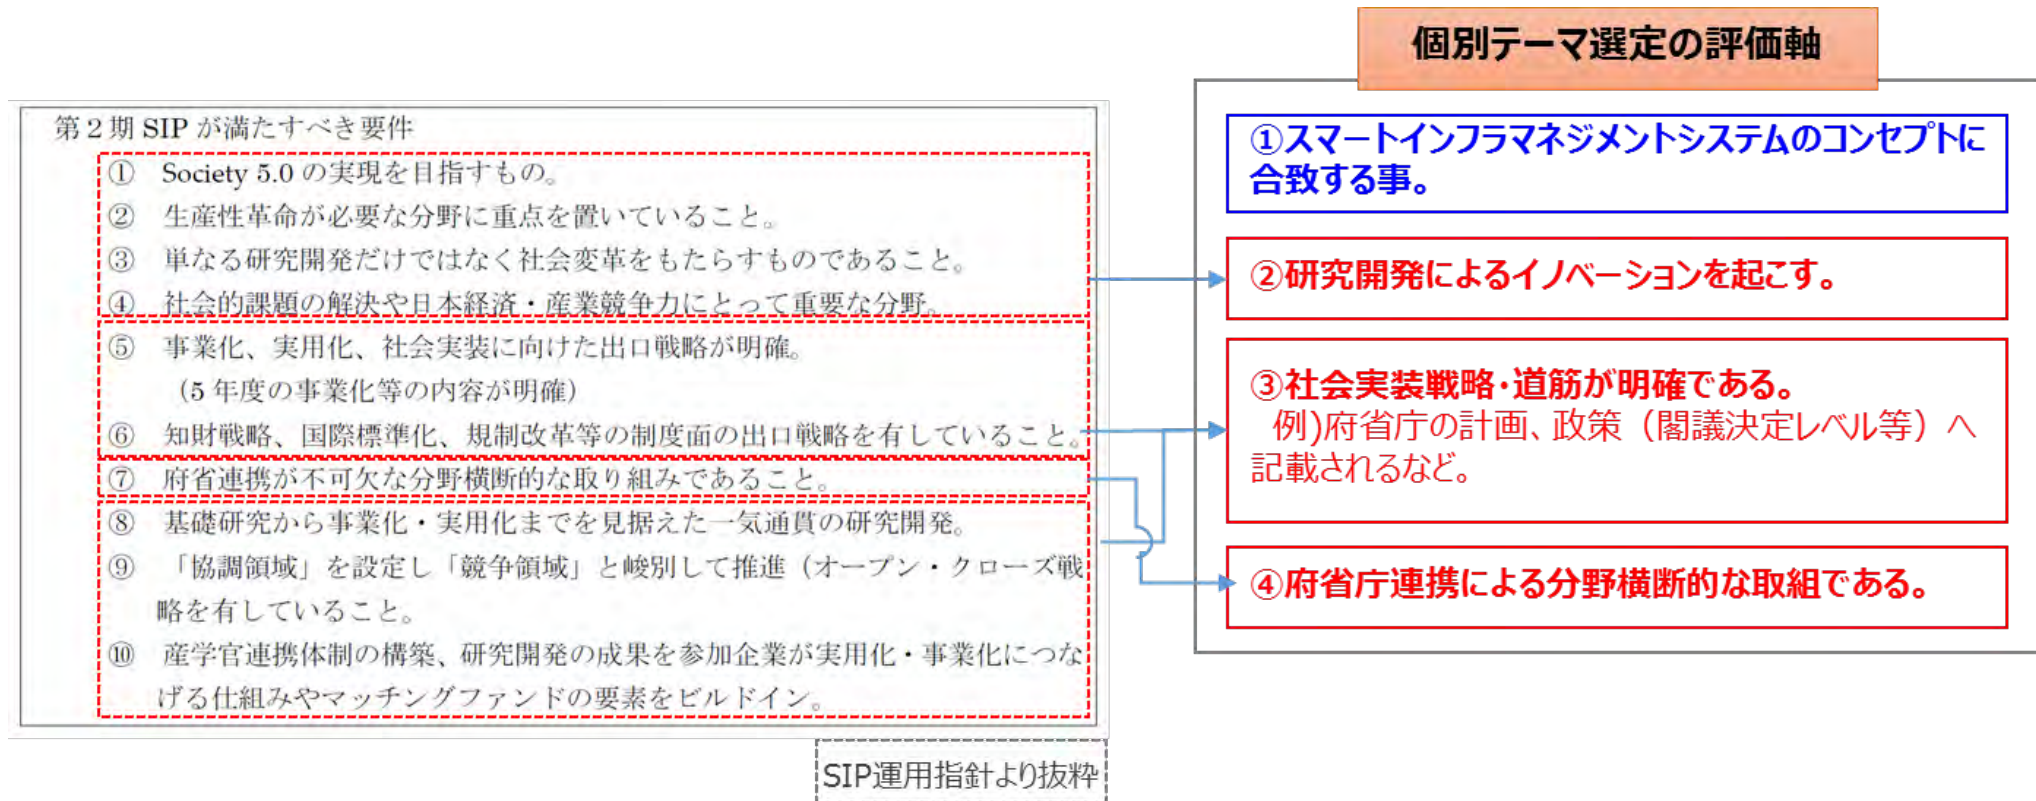 個別テーマ選定の評価軸
第２期 SIP が満たすべき要件
① Society 5.0 の実現を目指すもの。
② 生産性革命が必要な分野に重点を置いていること。
③ 単なる研究開発だけではなく社会変革をもたらすものであること。
④ 社会的課題の解決や日本経済・産業競争力にとって重要な分野。
⑤ 事業化、実用化、社会実装に向けた出口戦略が明確。
（5 年度の事業化等の内容が明確）
⑥ 知財戦略、国際標準化、規制改革等の制度面の出口戦略を有していること。
⑦ 府省連携が不可欠な分野横断的な取り組みであること。
⑧ 基礎研究から事業化・実用化までを見据えた一気通貫の研究開発。
⑨ 「協調領域」を設定し「競争領域」と峻別して推進（オープン・クローズ戦
略を有していること。
⑩ 産学官連携体制の構築、研究開発の成果を参加企業が実用化・事業化につな
げる仕組みやマッチングファンドの要素をビルドイン。
SIP運用指針より抜粋
①スマートインフラマネジメントシステムのコンセプトに
合致する事。
②研究開発によるイノベーションを起こす。
③社会実装戦略・道筋が明確である。
例)府省庁の計画、政策（閣議決定レベル等）へ
記載されるなど。
④府省庁連携による分野横断的な取組である。